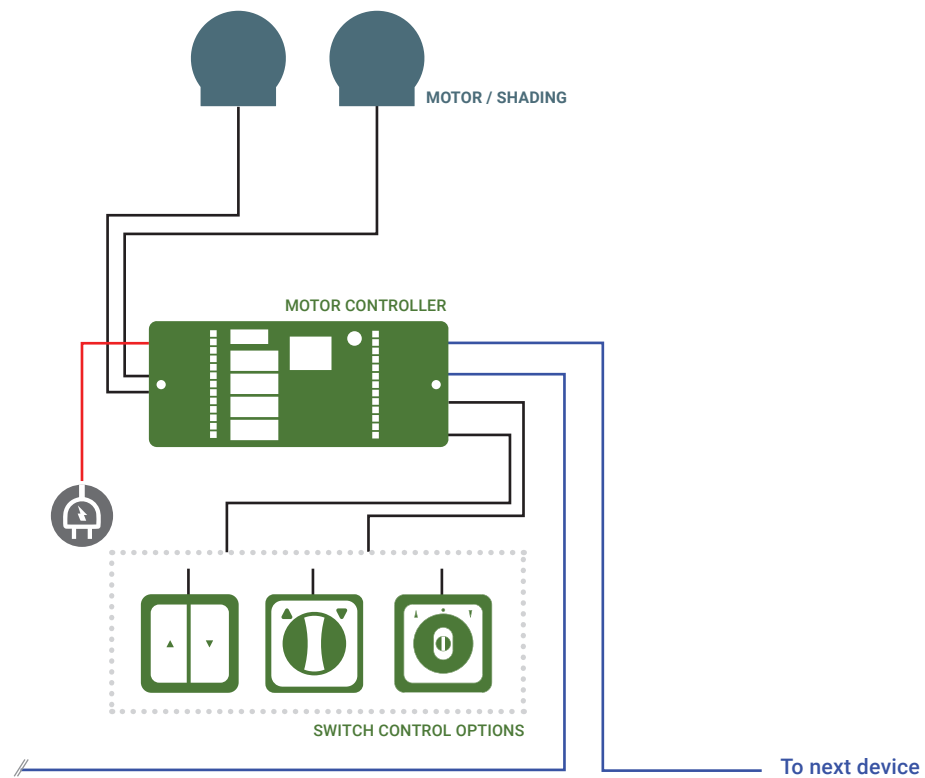 MOTOR / SHADING
MOTOR CONTROLLER
SWITCH CONTROL OPTIONS
To next device